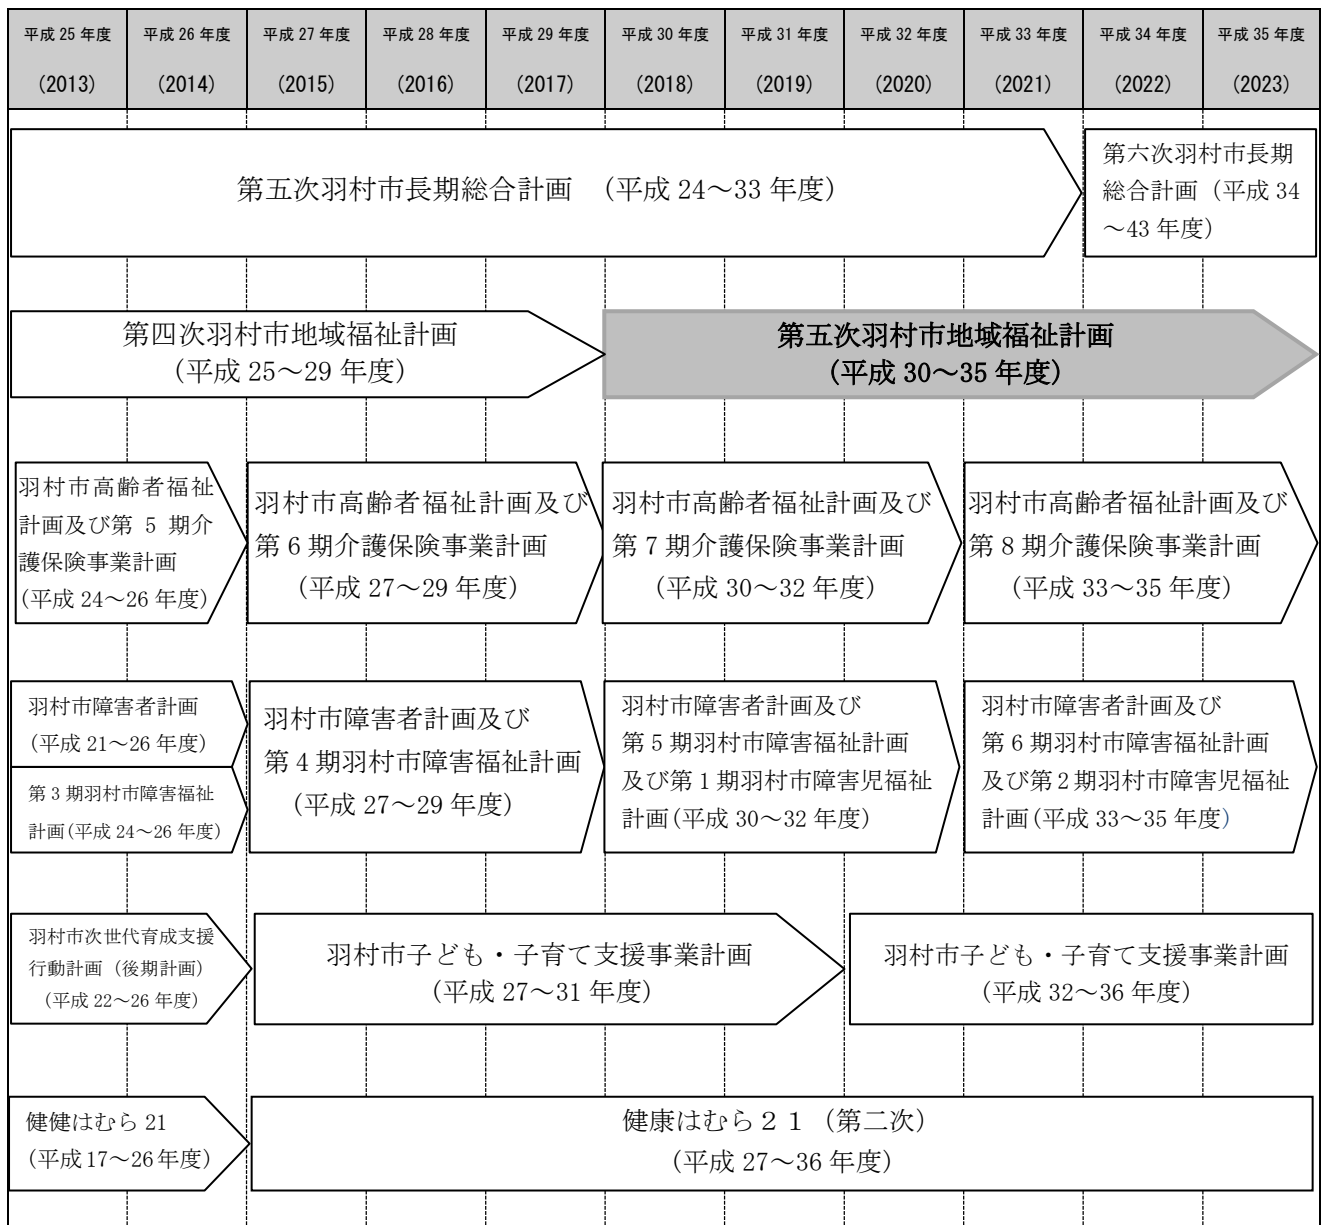 平成 25 年度 平成 26 年度 平成 27 年度 平成 28 年度 平成 29 年度 平成 30 年度 平成 31 年度 平成 32 年度 平成 33 年度 平成 34 年度 平成 35 年度
(2013) (2014) (2015) (2016) (2017) (2018) (2019) (2020) (2021) (2022) (2023)
第五次羽村市長期総合計画 (平成 24～33 年度)
第六次羽村市長期
総合計画（平成 34
～43 年度）
第四次羽村市地域福祉計画
(平成 25～29 年度)
第五次羽村市地域福祉計画
(平成 30～35 年度)
羽村市高齢者福祉
計画及び第 5 期介
護保険事業計画
(平成 24～26 年度)
羽村市高齢者福祉計画及び
第６期介護保険事業計画
(平成 27～29 年度)
羽村市高齢者福祉計画及び
第７期介護保険事業計画
(平成 30～32 年度)
羽村市高齢者福祉計画及び
第８期介護保険事業計画
(平成 33～35 年度)
羽村市障害者計画
(平成 21～26 年度)
第３期羽村市障害福祉
計画(平成 24～26 年度)
羽村市障害者計画及び
第４期羽村市障害福祉計画
(平成 27～29 年度)
羽村市障害者計画及び
第５期羽村市障害福祉計画
及び第１期羽村市障害児福祉
計画(平成 30～32 年度)
羽村市障害者計画及び
第６期羽村市障害福祉計画
及び第２期羽村市障害児福祉
計画(平成 33～35 年度)
羽村市次世代育成支援
行動計画（後期計画）
(平成 22～26 年度)
羽村市子ども・子育て支援事業計画
(平成 27～31 年度)
羽村市子ども・子育て支援事業計画
(平成 32～36 年度)
健健はむら 21
(平成 17～26 年度)
健康はむら２１（第二次）
(平成 27～36 年度)